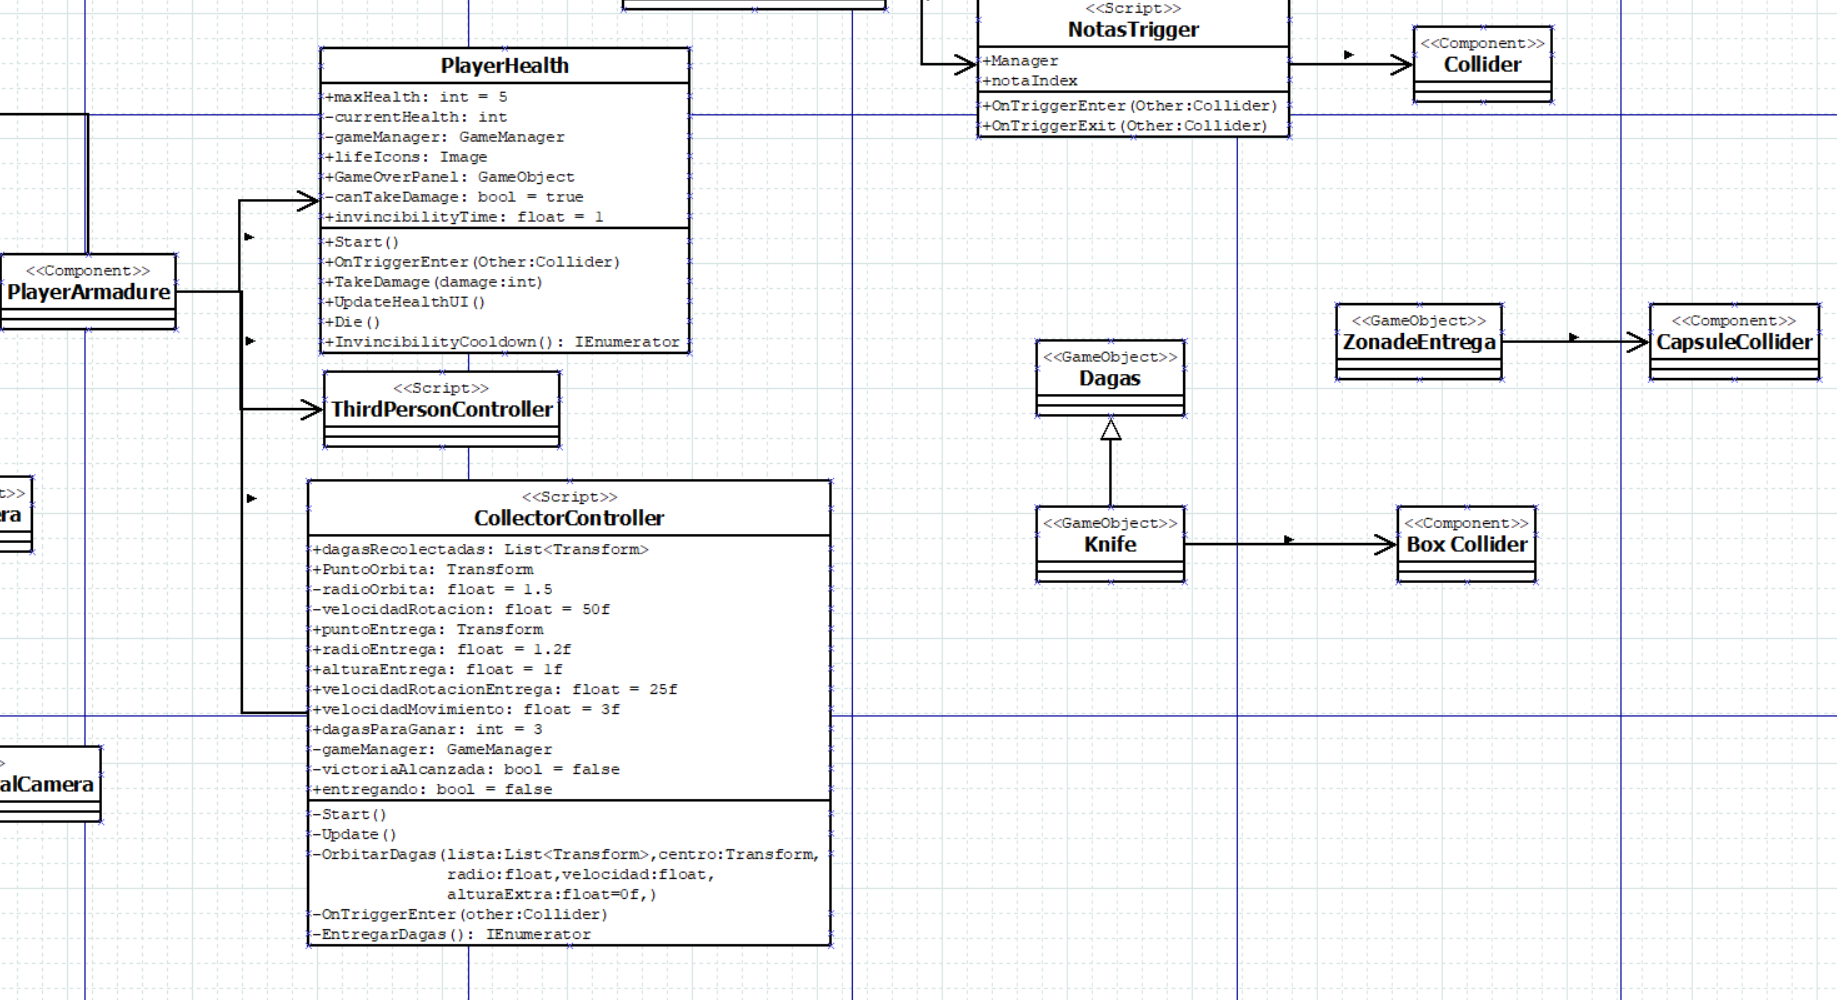 PlayerHealth
+maxHealth: int = 5
-currentHealth: int
-gameManager: GameManager
+lifeIcons: Image
+GameOverPanel: GameObject
-canTakeDamage: bool = true
+invincibilityTime: float = 1
+Start()
+OnTriggerEnter(Other:Collider)
+TakeDamage(damage:int)
+UpdateHealthUI()
+Die()
+InvincibilityCooldown(): IEnumerator
<<Script>>
NotasTrigger
+Manager
+notaIndex
+OnTriggerEnter(Other:Collider)
+OnTriggerExit(Other:Collider)
<<Component>>
Collider
<<Component>>
PlayerArmadure
<<Script>>
ThirdPersonController
<<GameObject>>
Dagas
<<GameObject>>
ZonadeEntrega
<<Component>>
CapsuleCollider
t>>
era
<<Script>>
CollectorController
+dagasRecolectadas: List<Transform>
+PuntoOrbita: Transform
-radioOrbita: float = 1.5
-velocidadRotacion: float = 50f
+puntoEntrega: Transform
+radioEntrega: float = 1.2f
+alturaEntrega: float = 1f
+velocidadRotacionEntrega: float = 25f
+velocidadMovimiento: float = 3f
+dagasParaGanar: int = 3
-gameManager: GameManager
-victoriaAlcanzada: bool = false
+entregando: bool = false
-Start()
-Update()
-OrbitarDagas(lista:List<Transform>,centro:Transform,
radio:float,velocidad:float,
alturaExtra:float=0f,)
-OnTriggerEnter(other:Collider)
-EntregarDagas(): IEnumerator
<<GameObject>>
Knife
<<Component>>
Box Collider
>
alCamera